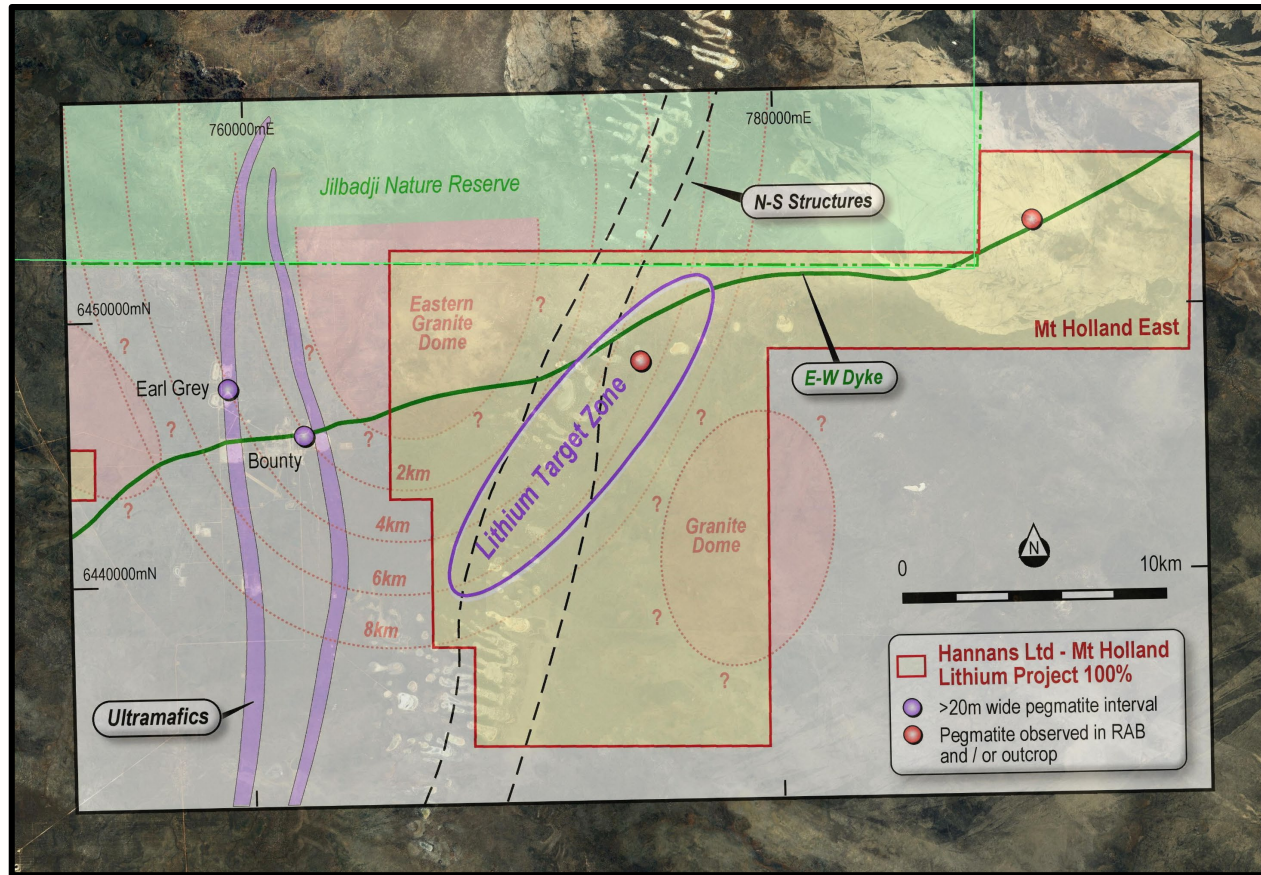 760000mE
780000mE
Jilbadji Nature Reserve
N-S Structures
6450000mN
Eastern
Granite
Dome
?
?
?
Mt Holland East
Earl Grey
E-W Dyke
?
?
?
?
Bounty
Lithium Target Zone
2km
?
?
4km
Granite
Dome
N
6440000mN
6km
0
10km
8km
?
?
Ultramafics
Hannans Ltd - Mt Holland
Lithium Project 100%
>20m wide pegmatite interval
Pegmatite observed in RAB
and / or outcrop